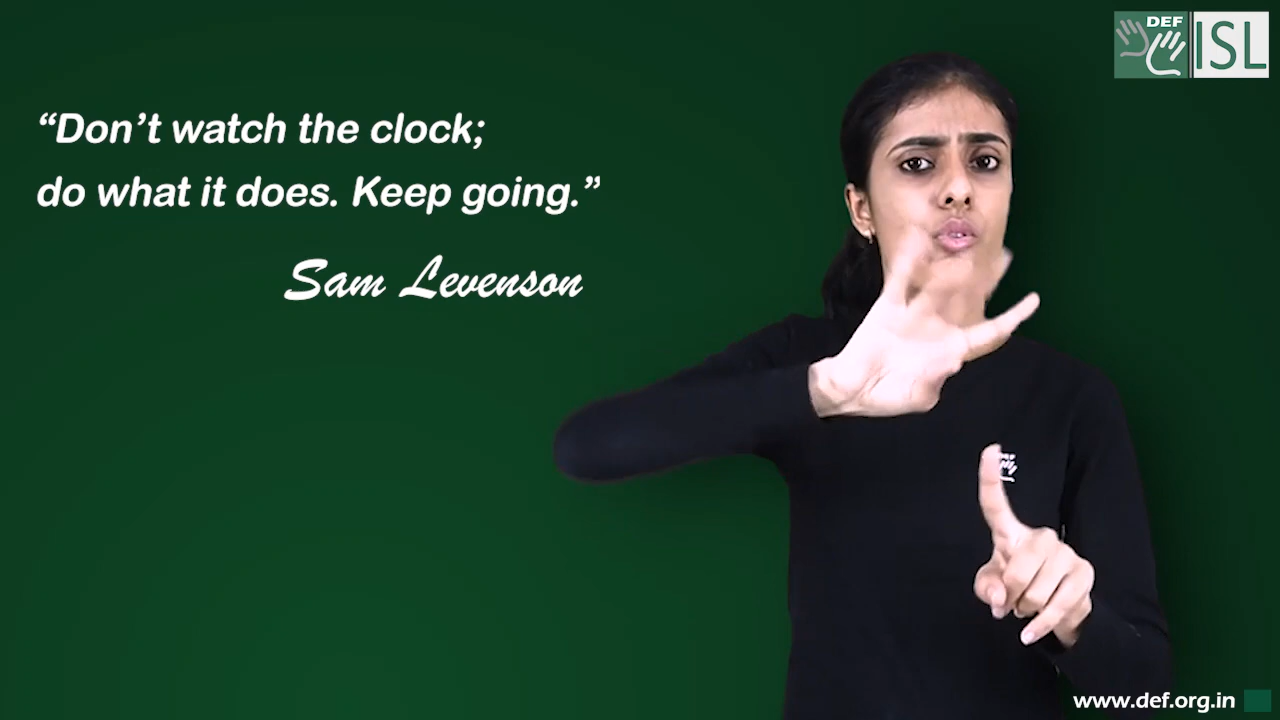 DEF
ISL
“Don’t watch the clock;
do what it does. Keep going.”
Sam Levenson
www.def.org.in